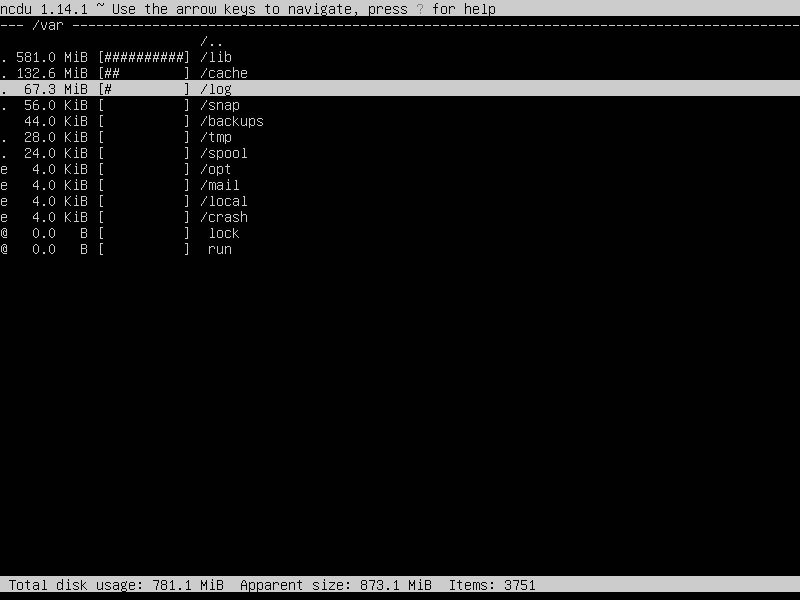 ncdu 1.14.1 ~ Use the arrow keys to navigate, press ? for help
--- /var ----------------------------------------------------------------------------------
                         /..
. 581.0 MiB [##########] /lib
. 132.6 MiB [##        ] /cache
.  67.3 MiB [#         ] /log
.  56.0 KiB [          ] /snap
   44.0 KiB [          ] /backups
.  28.0 KiB [          ] /tmp
.  24.0 KiB [          ] /spool
e   4.0 KiB [          ] /opt
e   4.0 KiB [          ] /mail
e   4.0 KiB [          ] /local
e   4.0 KiB [          ] /crash
@   0.0   B [          ]  lock
@   0.0   B [          ]  run
Total disk usage: 781.1 MiB  Apparent size: 873.1 MiB  Items: 3751